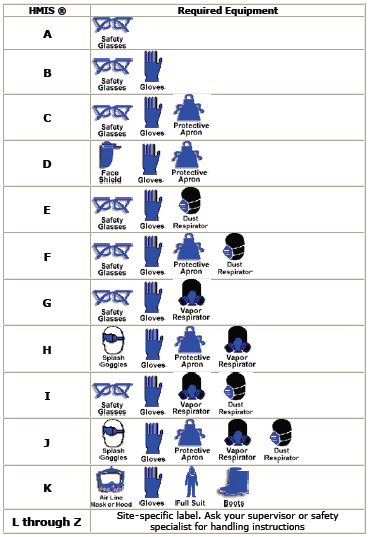 HMIS ® Required Equipment
A
Safety Glasses
B
Safety Glasses Gloves
C
Safety Glasses Gloves Protective Apron
D
Face Shield Gloves Protective Apron
E
Safety Glasses Gloves Dust Respirator
F
Safety Glasses Gloves Protective Apron Dust Respirator
G
Safety Glasses Gloves Vapor Respirator
H
Splash Goggles Gloves Protective Apron Vapor Respirator
I
Safety Glasses Gloves Vapor Respirator Dust Respirator
J
Splash Goggles Gloves Protective Apron Vapor Respirator Dust Respirator
K
Air Line Mask or Hood Gloves Full Suit Boots
L through Z
Site-specific label. Ask your supervisor or safety
specialist for handling instructions